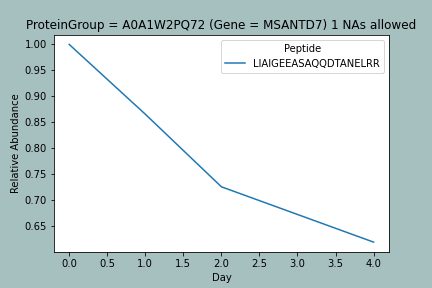 ProteinGroup = A0A1W2PQ72 (Gene = MSANTD7) 1 NAs allowed
Peptide
LIAIGEEASAQQDTANELRR
Relative Abundance
1.00
0.95
0.90
0.85
0.80
0.75
0.70
0.65
0.0 0.5 1.0 1.5 2.0 2.5 3.0 3.5 4.0
Day